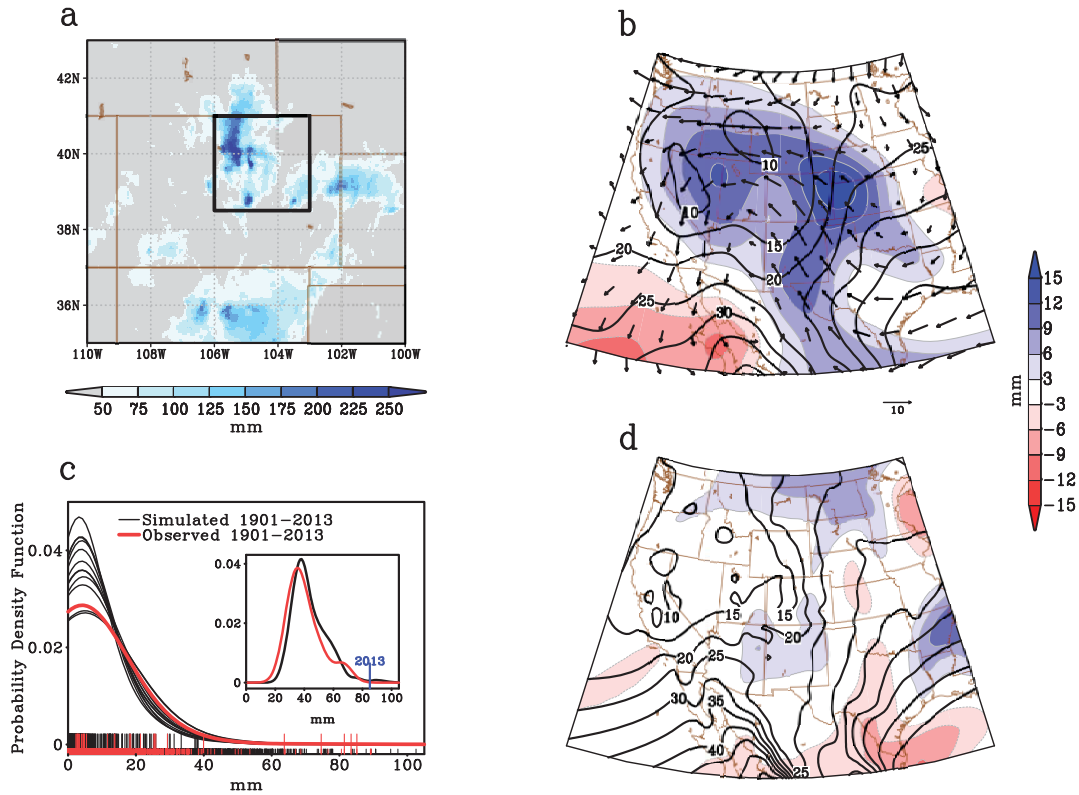 a
42N
40N
38N
36N
110W 108W 106W 104W 102W 100W
50 75 100 125 150 175 200 225 250
mm
b
25
10
10
15
20
20
25
30
10
15
12
9
6
3
-3
-6
-9
-12
-15
mm
c
Probability Density Function
0.04
0.02
0
Simulated 1901-2013
Observed 1901-2013
0.04
0.02
0
2013
0 20 40 60 80 100
mm
0 20 40 60 80 100
mm
d
10
15
15
20
20
25
30
35
40
25